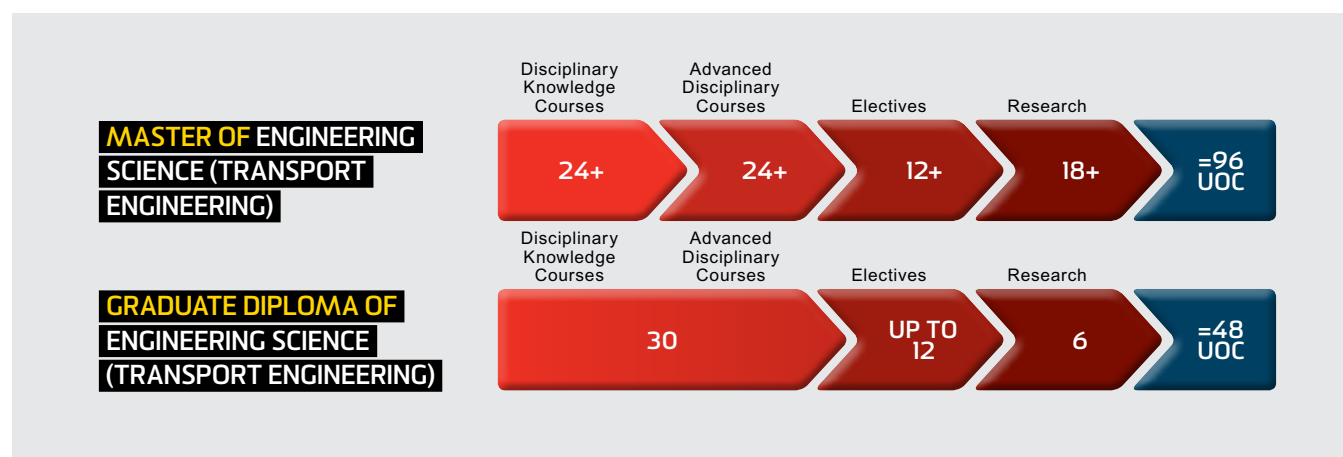 Disciplinary
Knowledge
Courses
Advanced
Disciplinary
Courses
Electives
Research
MASTER OF ENGINEERING
SCIENCE (TRANSPORT
ENGINEERING)
24+
24+
12+
18+
=96
UOC
Disciplinary
Knowledge
Courses
Advanced
Disciplinary
Courses
Electives
Research
GRADUATE DIPLOMA OF
ENGINEERING SCIENCE
(TRANSPORT ENGINEERING)
30
UP TO
12
6
=48
UOC